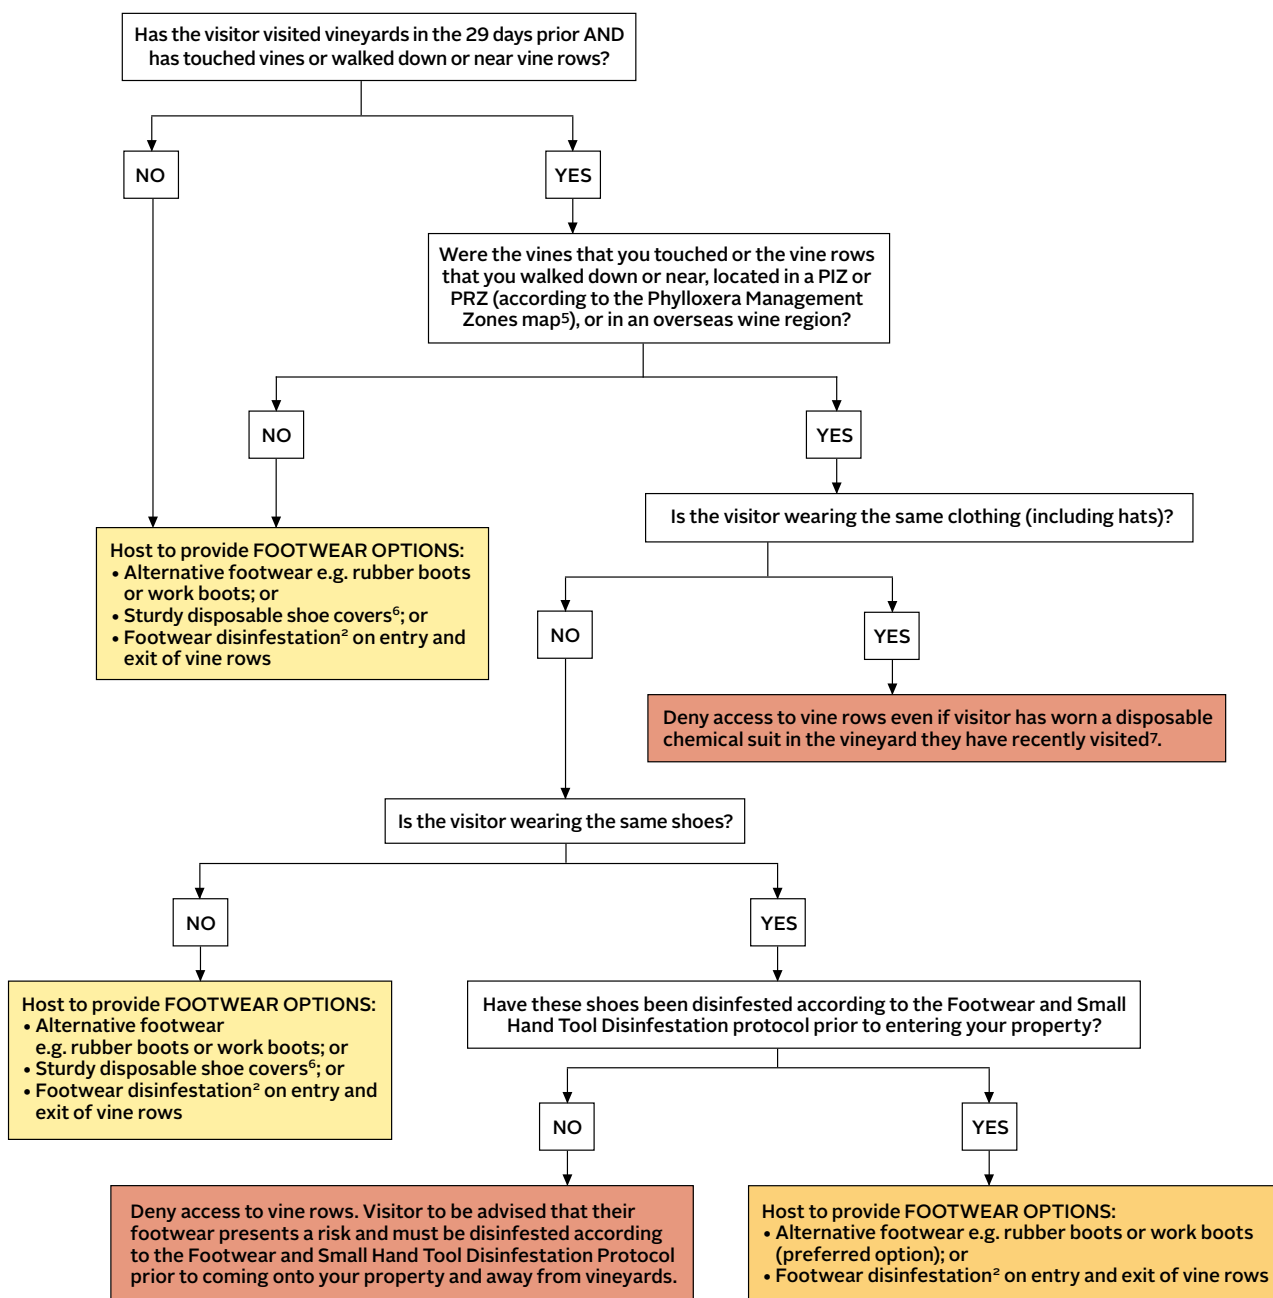 Has the visitor visited vineyards in the 29 days prior AND
has touched vines or walked down or near vine rows?
NO
YES
Were the vines that you touched or the vine rows
that you walked down or near, located in a PIZ or
PRZ (according to the Phylloxera Management
Zones map⁵), or in an overseas wine region?
NO
YES
Is the visitor wearing the same clothing (including hats)?
Host to provide FOOTWEAR OPTIONS:
• Alternative footwear e.g. rubber boots
or work boots; or
• Sturdy disposable shoe covers⁶; or
• Footwear disinfestation² on entry and
exit of vine rows
NO
YES
Deny access to vine rows even if visitor has worn a disposable
chemical suit in the vineyard they have recently visited⁷.
Is the visitor wearing the same shoes?
NO
YES
Host to provide FOOTWEAR OPTIONS:
• Alternative footwear
e.g. rubber boots or work boots; or
• Sturdy disposable shoe covers⁶; or
• Footwear disinfestation² on entry and
exit of vine rows
Have these shoes been disinfested according to the Footwear and Small
Hand Tool Disinfestation protocol prior to entering your property?
NO
YES
Deny access to vine rows. Visitor to be advised that their
footwear presents a risk and must be disinfested according
to the Footwear and Small Hand Tool Disinfestation Protocol
prior to coming onto your property and away from vineyards.
Host to provide FOOTWEAR OPTIONS:
• Alternative footwear e.g. rubber boots or work boots
(preferred option); or
• Footwear disinfestation² on entry and exit of vine rows